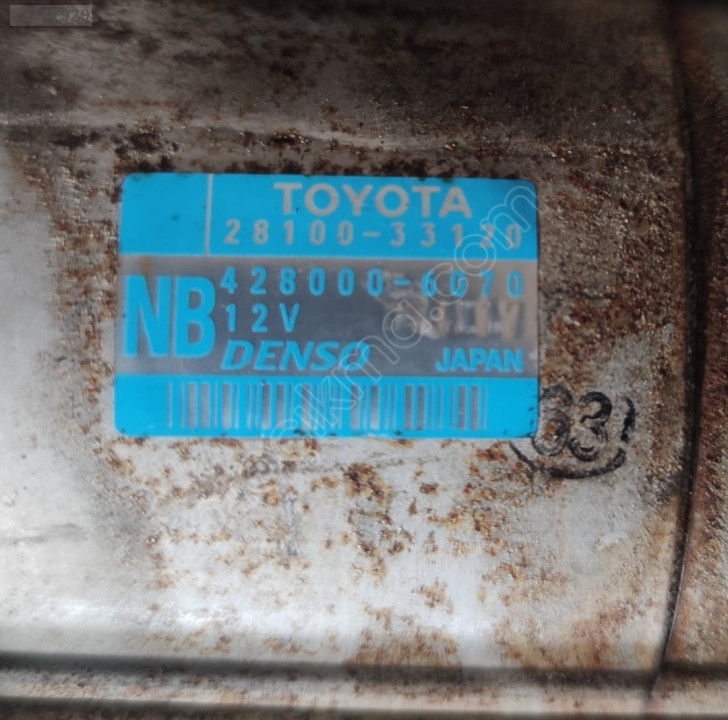 TOYOTA
28100-33120
NB
428000-6070
12V
DENSO JAPAN
63